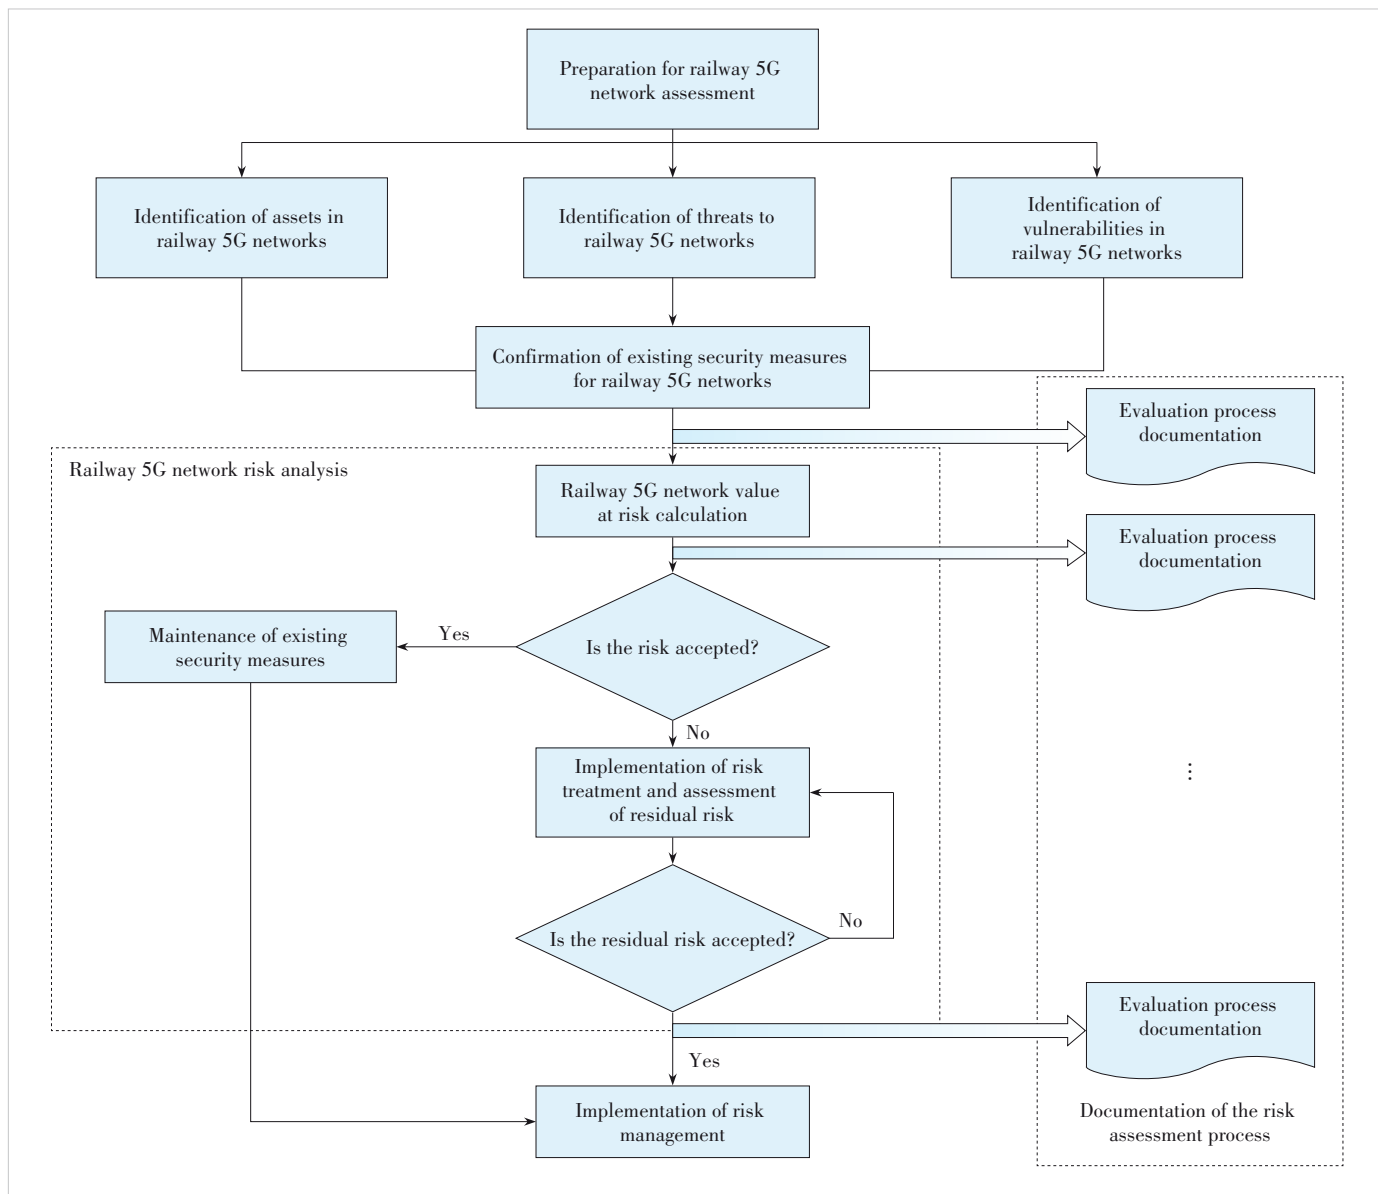 Preparation for railway 5G
network assessment
Identification of assets in
railway 5G networks
Identification of threats to
railway 5G networks
Identification of
vulnerabilities in
railway 5G networks
Confirmation of existing security measures
for railway 5G networks
Evaluation process
documentation
Railway 5G network risk analysis
Railway 5G network value
at risk calculation
Evaluation process
documentation
Maintenance of existing
security measures
Yes
Is the risk accepted?
No
Implementation of risk
treatment and assessment
of residual risk
⋮
Is the residual risk accepted?
No
Evaluation process
documentation
Yes
Implementation of risk
management
Documentation of the risk
assessment process